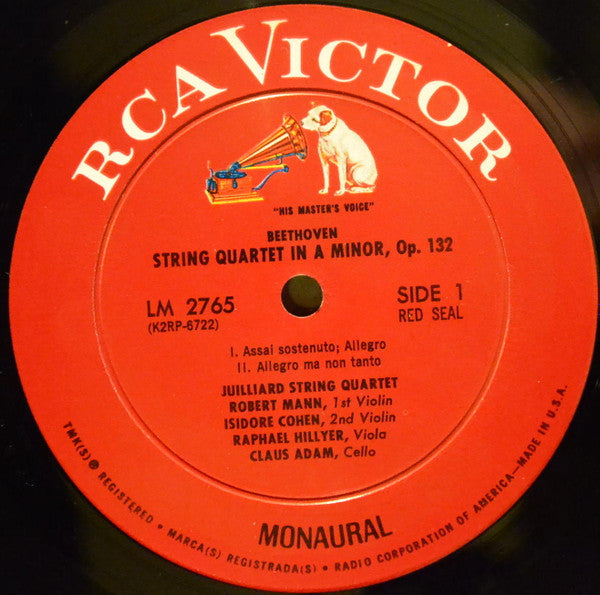 RCA VICTOR
"HIS MASTER'S VOICE"
BEETHOVEN
STRING QUARTET IN A MINOR, Op. 132
LM 2765
(K2RP-6722)
SIDE 1
RED SEAL
I. Assai sostenuto; Allegro
II. Allegro ma non tanto
JUILLIARD STRING QUARTET
ROBERT MANN, 1st Violin
ISIDORE COHEN, 2nd Violin
RAPHAEL HILLYER, Viola
CLAUS ADAM, Cello
MONAURAL
TMK(S) ® REGISTERED • MARCA(S) REGISTRADA(S) • RADIO CORPORATION OF AMERICA—MADE IN U.S.A.